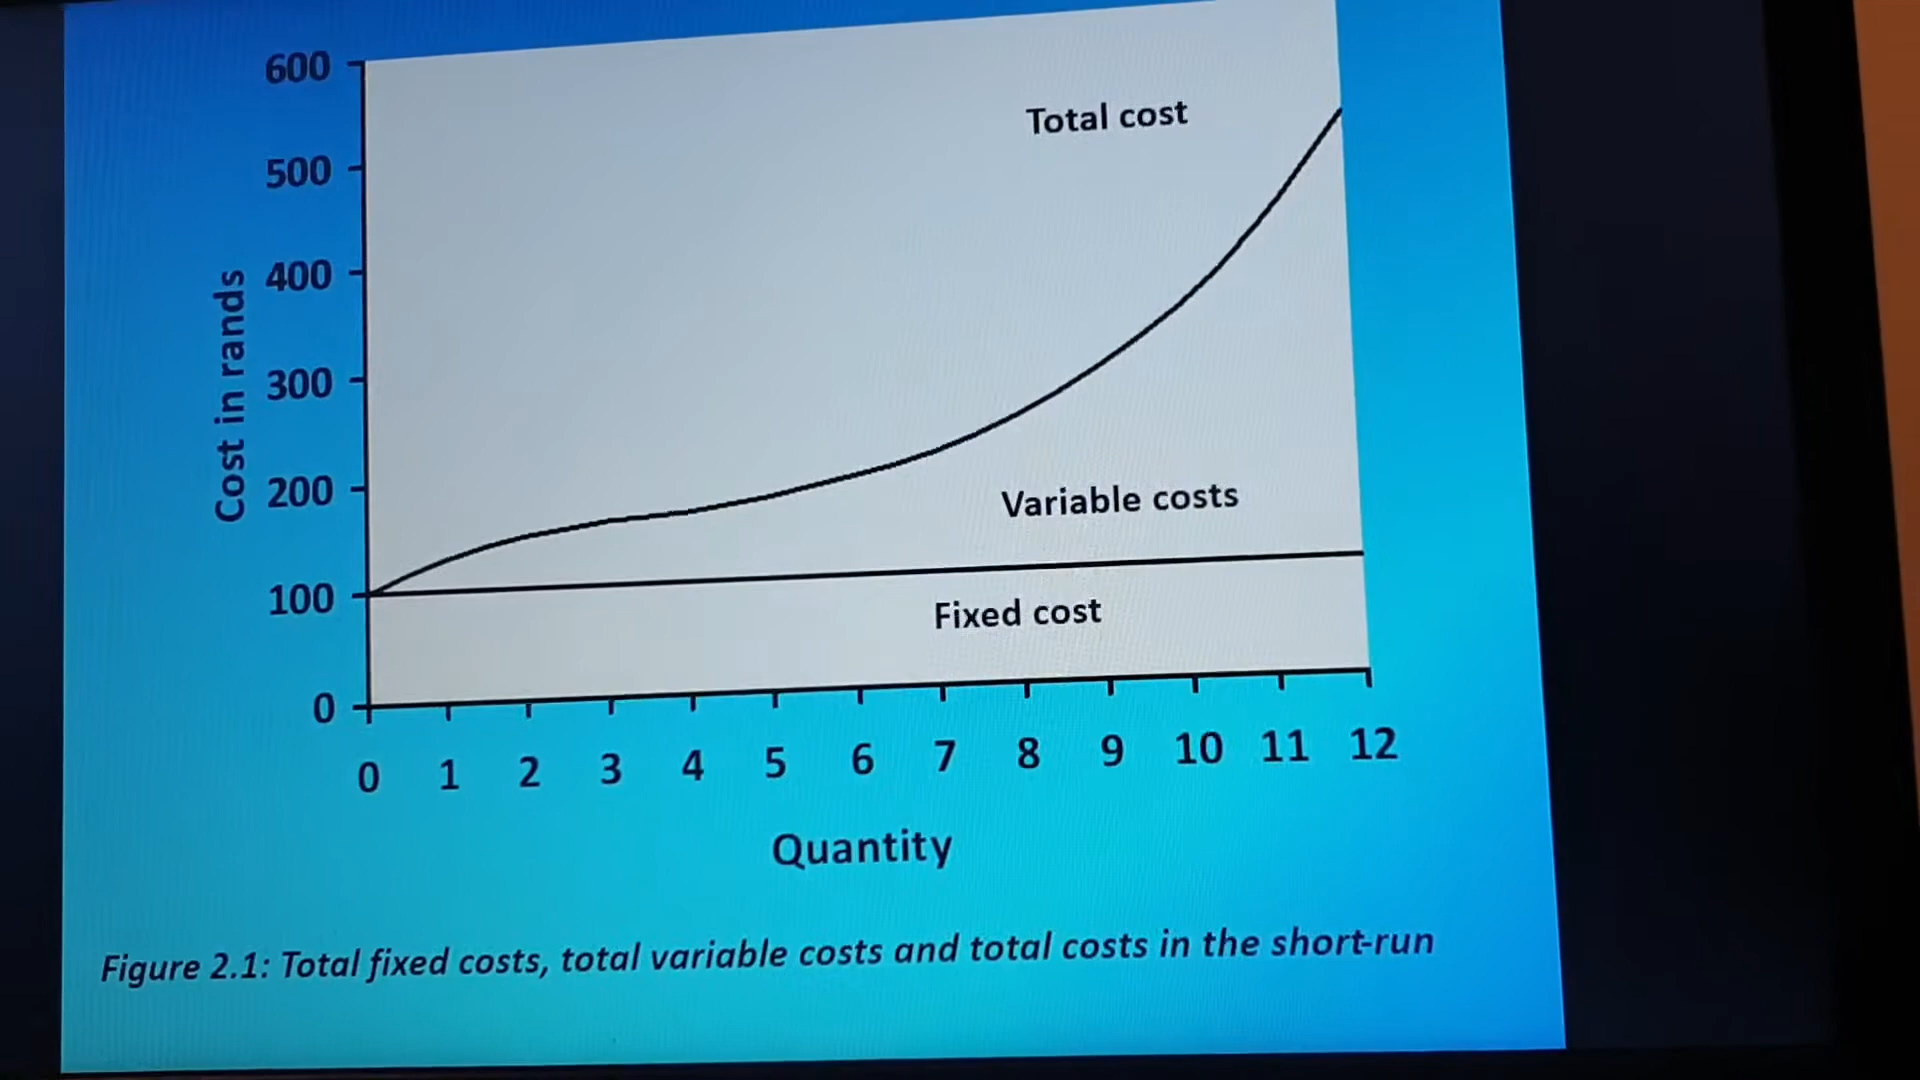 600
Total cost
500
400
Cost in rands
300
200
Variable costs
100
Fixed cost
0
0 1 2 3 4 5 6 7 8 9 10 11 12
Quantity
Figure 2.1: Total fixed costs, total variable costs and total costs in the short-run